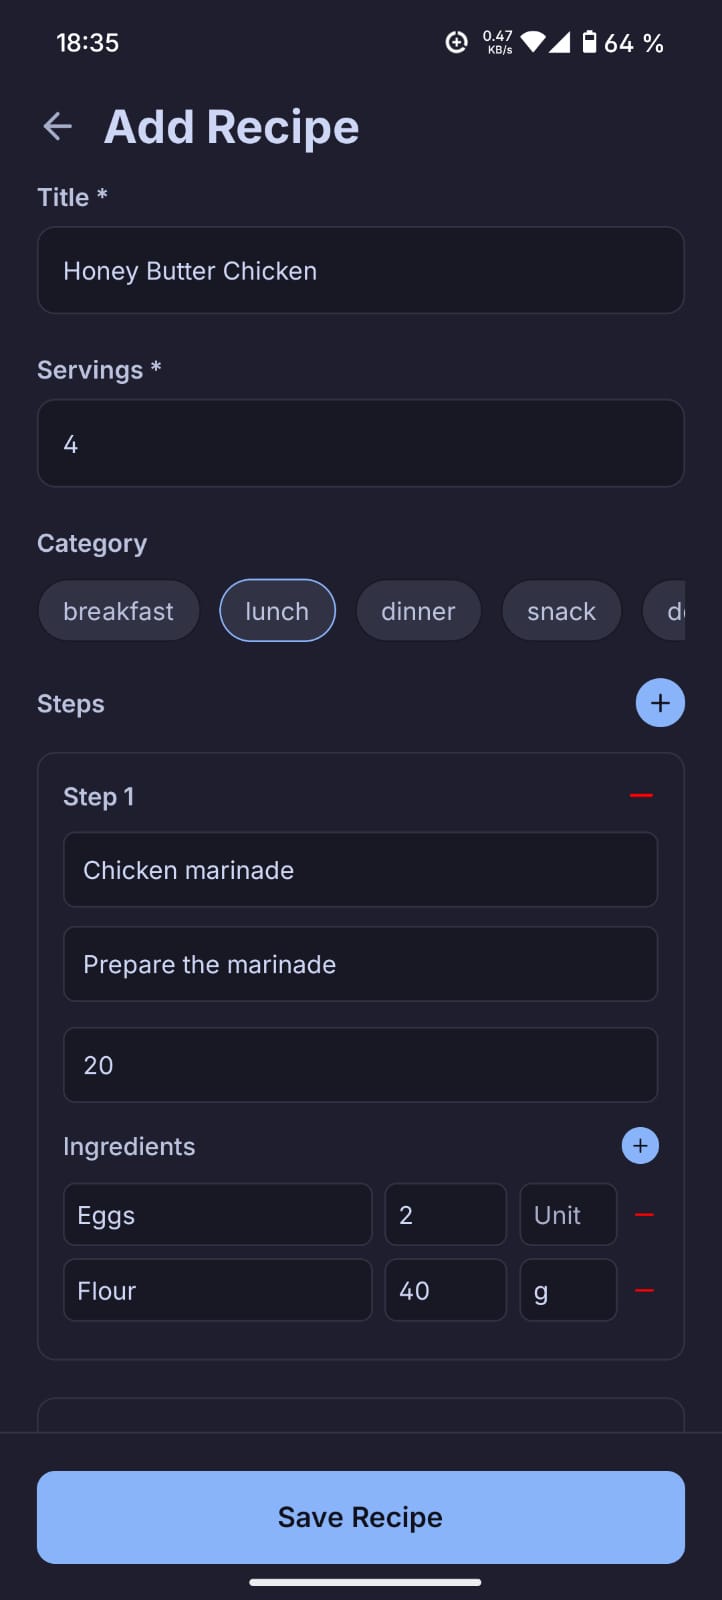 18:35
0.47
KB/s
64 %
Add Recipe
Title *
Honey Butter Chicken
Servings *
4
Category
breakfast lunch dinner snack
Steps
Step 1
Chicken marinade
Prepare the marinade
20
Ingredients
Eggs 2 Unit
Flour 40 g
Save Recipe